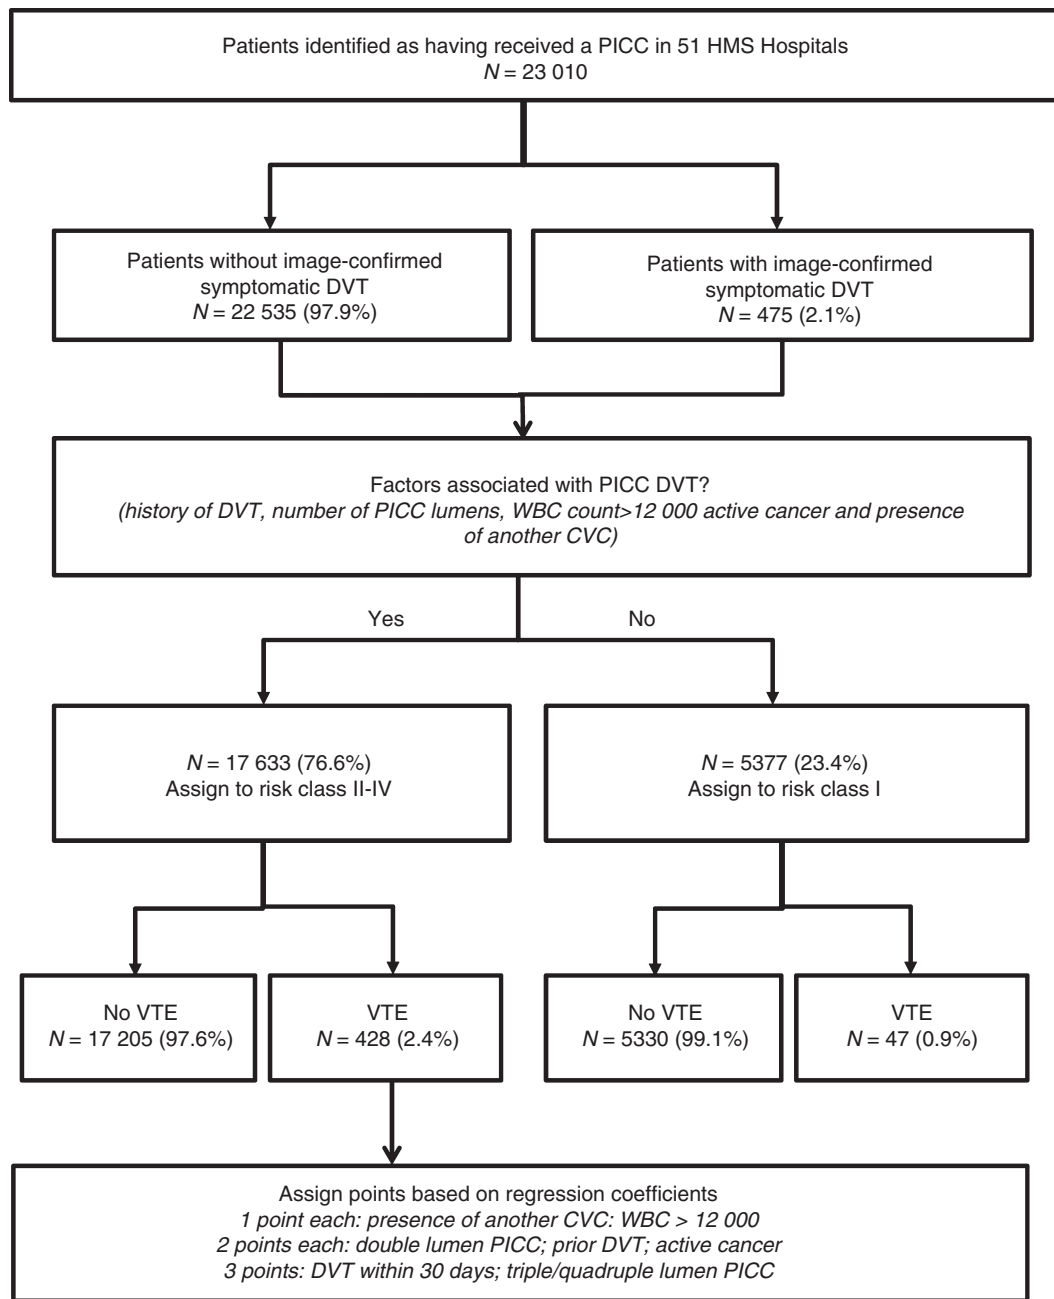 Patients identified as having received a PICC in 51 HMS Hospitals
N = 23 010
Patients without image-confirmed
symptomatic DVT
N = 22 535 (97.9%)
Patients with image-confirmed
symptomatic DVT
N = 475 (2.1%)
Factors associated with PICC DVT?
(history of DVT, number of PICC lumens, WBC count>12 000 active cancer and presence
of another CVC)
Yes
No
N = 17 633 (76.6%)
Assign to risk class II-IV
N = 5377 (23.4%)
Assign to risk class I
No VTE
N = 17 205 (97.6%)
VTE
N = 428 (2.4%)
No VTE
N = 5330 (99.1%)
VTE
N = 47 (0.9%)
Assign points based on regression coefficients
1 point each: presence of another CVC: WBC > 12 000
2 points each: double lumen PICC; prior DVT; active cancer
3 points: DVT within 30 days; triple/quadruple lumen PICC